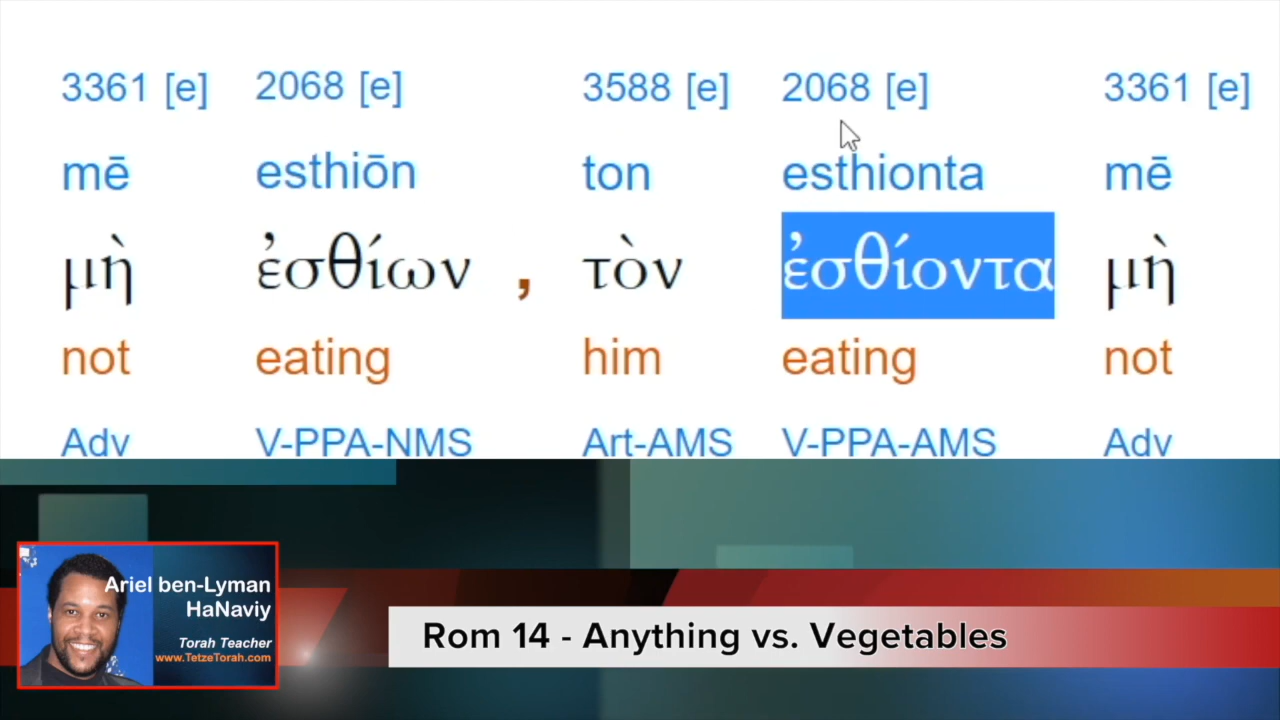 3361 [e] 2068 [e] 3588 [e] 2068 [e] 3361 [e]
mē esthiōn ton esthionta mē
μὴ ἐσθίων , τὸν ἐσθίοντα μὴ
not eating him eating not
Adv V-PPA-NMS Art-AMS V-PPA-AMS Adv
Ariel ben-Lyman
HaNaviy
Torah Teacher
www.TetzeTorah.com
Rom 14 - Anything vs. Vegetables